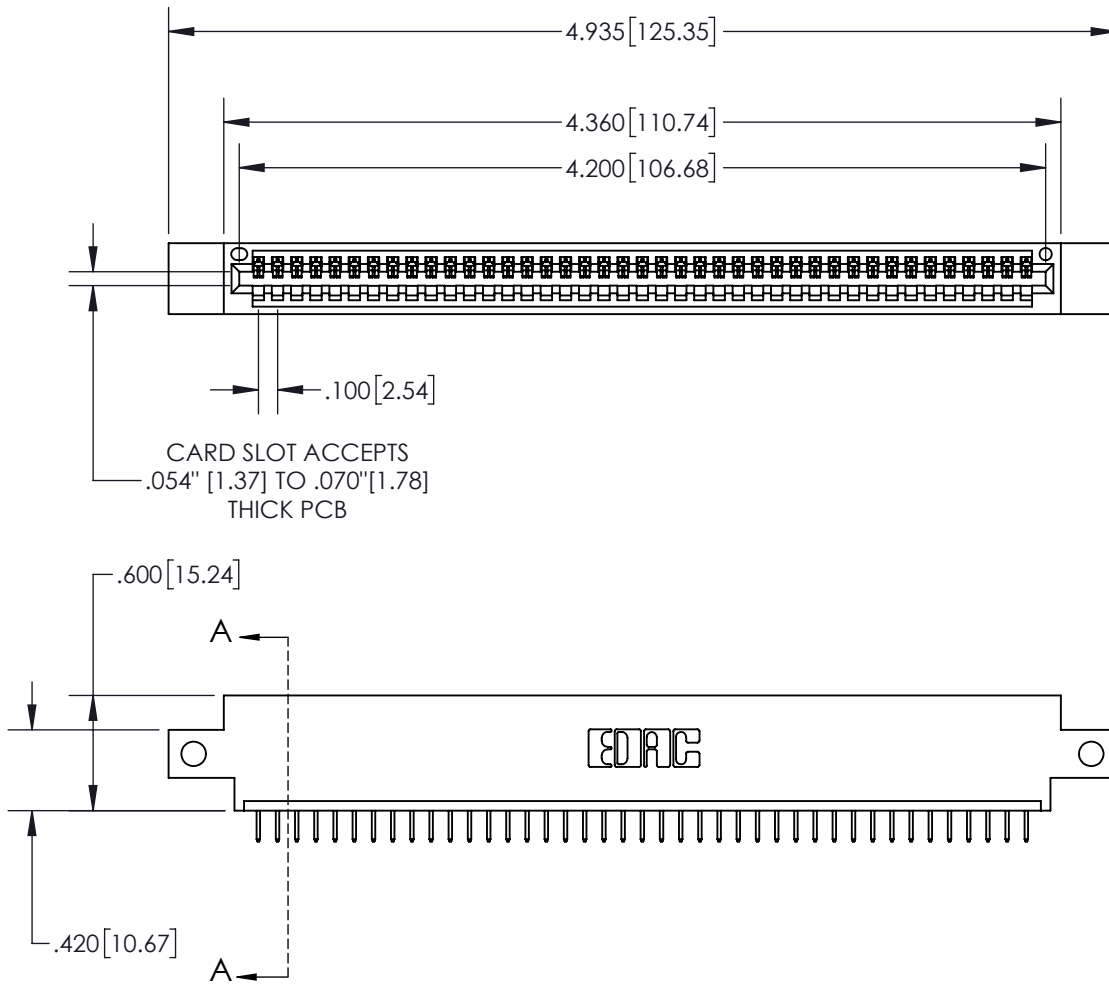 4.935[125.35]
4.360[110.74]
4.200[106.68]
.100[2.54]
CARD SLOT ACCEPTS
.054" [1.37] TO .070"[1.78]
THICK PCB
.600[15.24]
A
EDAC
.420[10.67]
A